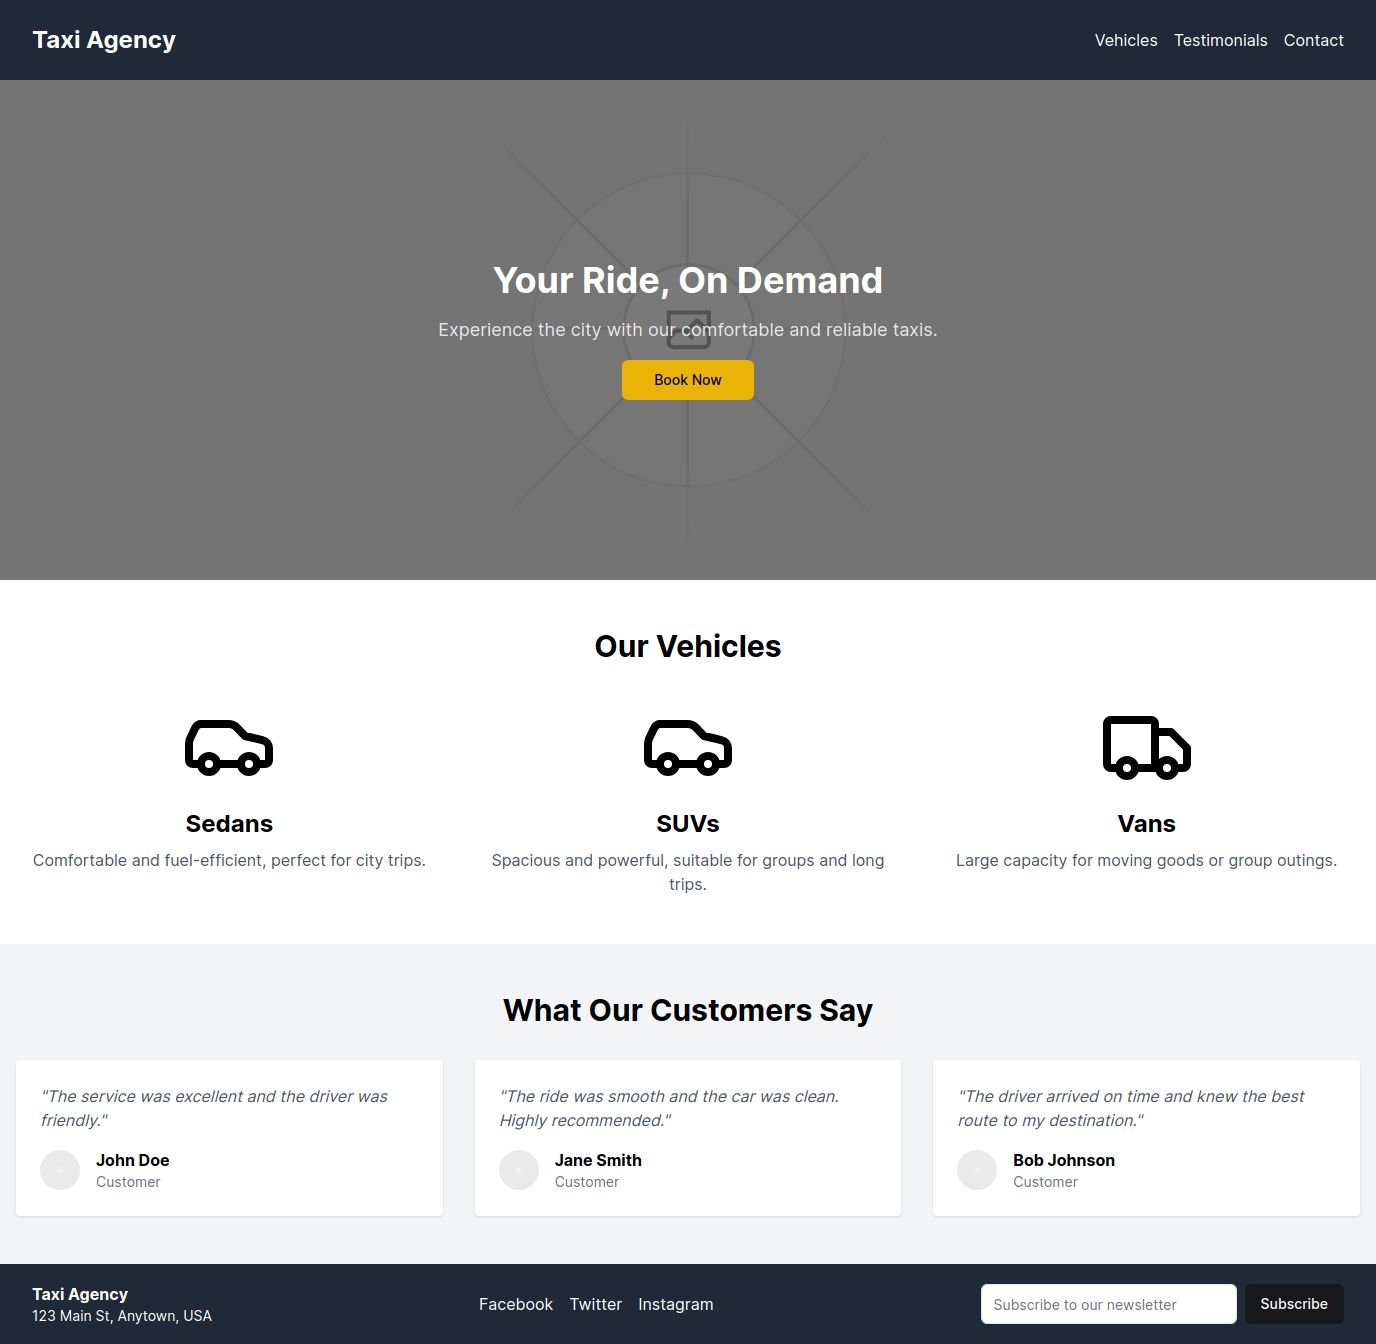 Taxi Agency
Vehicles Testimonials Contact
Your Ride, On Demand
Experience the city with our comfortable and reliable taxis.
Book Now
Our Vehicles
Sedans
Comfortable and fuel-efficient, perfect for city trips.
SUVs
Spacious and powerful, suitable for groups and long
trips.
Vans
Large capacity for moving goods or group outings.
What Our Customers Say
"The service was excellent and the driver was
friendly."
John Doe
Customer
"The ride was smooth and the car was clean.
Highly recommended."
Jane Smith
Customer
"The driver arrived on time and knew the best
route to my destination."
Bob Johnson
Customer
Taxi Agency
123 Main St, Anytown, USA
Facebook Twitter Instagram
Subscribe to our newsletter
Subscribe